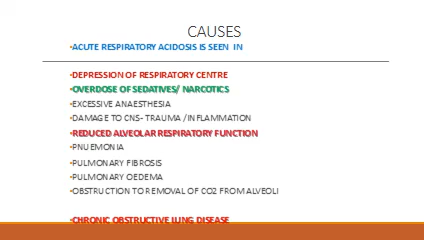 CAUSES
•ACUTE RESPIRATORY ACIDOSIS IS SEEN IN
•DEPRESSION OF RESPIRATORY CENTRE
•OVERDOSE OF SEDATIVES/ NARCOTICS
•EXCESSIVE ANAESTHESIA
•DAMAGE TO CNS- TRAUMA /INFLAMMATION
•REDUCED ALVEOLAR RESPIRATORY FUNCTION
•PNUEMONIA
•PULMONARY FIBROSIS
•PULMONARY OEDEMA
•OBSTRUCTION TO REMOVAL OF CO2 FROM ALVEOLI
•CHRONIC OBSTRUCTIVE LUNG DISEASE